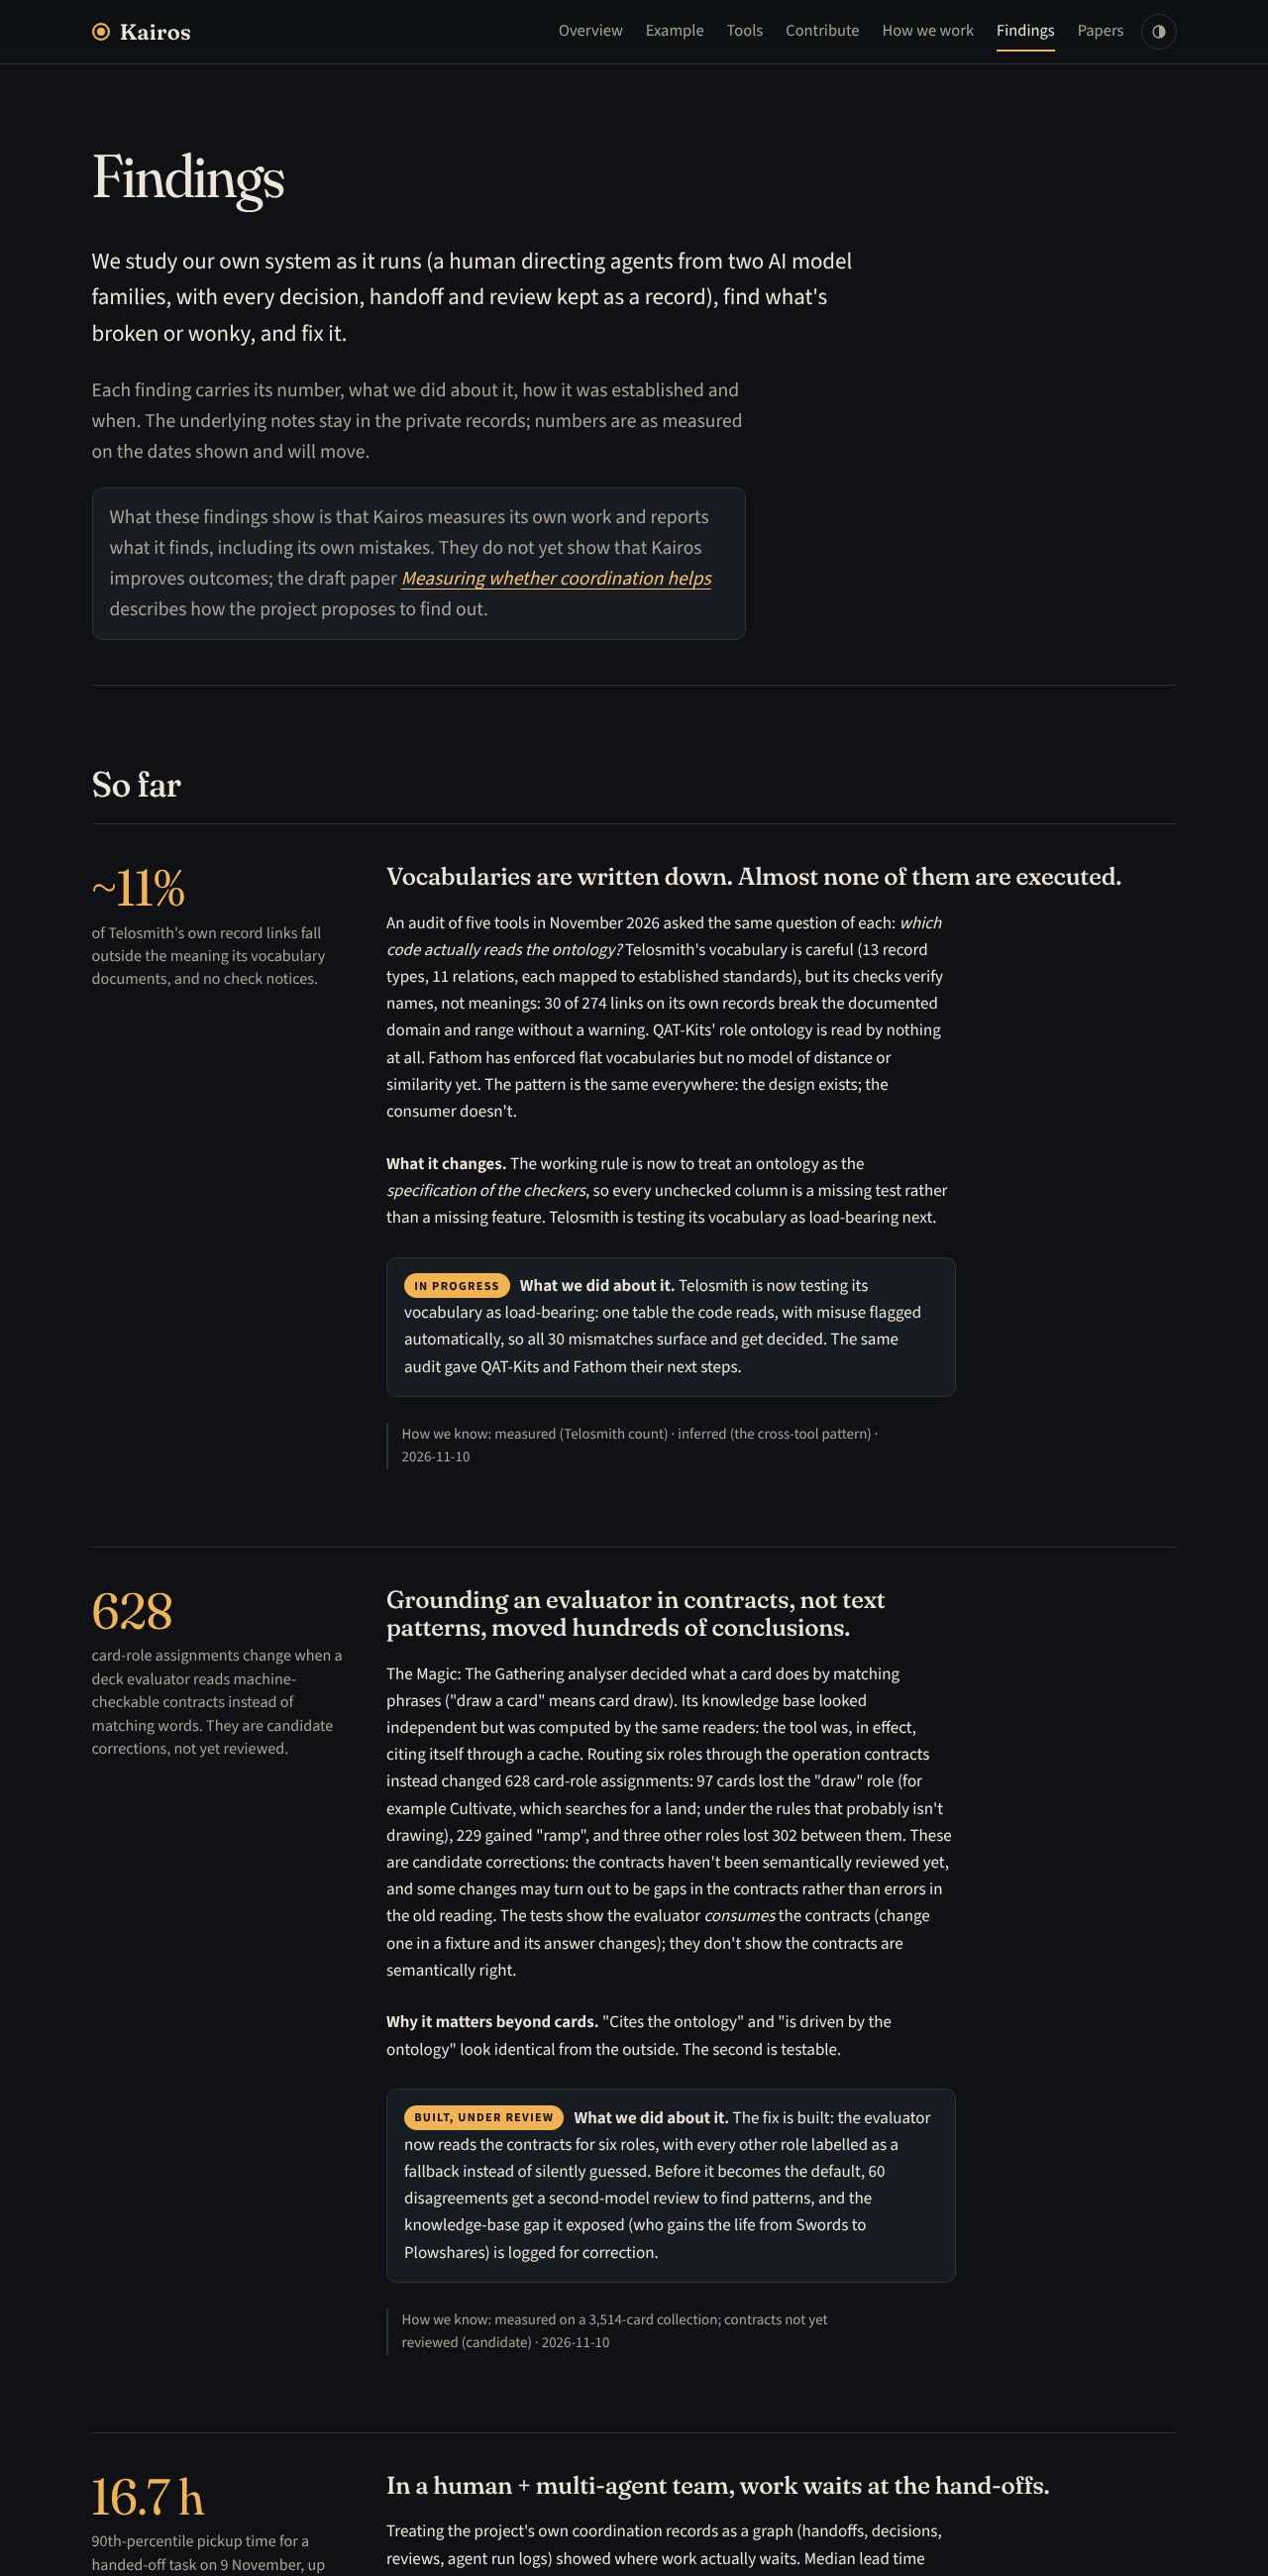 Kairos
Overview Example Tools Contribute How we work Findings Papers
Findings
We study our own system as it runs (a human directing agents from two AI model
families, with every decision, handoff and review kept as a record), find what's
broken or wonky, and fix it.
Each finding carries its number, what we did about it, how it was established and
when. The underlying notes stay in the private records; numbers are as measured
on the dates shown and will move.
What these findings show is that Kairos measures its own work and reports
what it finds, including its own mistakes. They do not yet show that Kairos
improves outcomes; the draft paper Measuring whether coordination helps
describes how the project proposes to find out.
So far
~11%
of Telosmith's own record links fall
outside the meaning its vocabulary
documents, and no check notices.
Vocabularies are written down. Almost none of them are executed.
An audit of five tools in November 2026 asked the same question of each: which
code actually reads the ontology? Telosmith's vocabulary is careful (13 record
types, 11 relations, each mapped to established standards), but its checks verify
names, not meanings: 30 of 274 links on its own records break the documented
domain and range without a warning. QAT-Kits' role ontology is read by nothing
at all. Fathom has enforced flat vocabularies but no model of distance or
similarity yet. The pattern is the same everywhere: the design exists; the
consumer doesn't.
What it changes. The working rule is now to treat an ontology as the
specification of the checkers, so every unchecked column is a missing test rather
than a missing feature. Telosmith is testing its vocabulary as load-bearing next.
IN PROGRESS What we did about it. Telosmith is now testing its
vocabulary as load-bearing: one table the code reads, with misuse flagged
automatically, so all 30 mismatches surface and get decided. The same
audit gave QAT-Kits and Fathom their next steps.
How we know: measured (Telosmith count) · inferred (the cross-tool pattern) ·
2026-11-10
628
card-role assignments change when a
deck evaluator reads machine-
checkable contracts instead of
matching words. They are candidate
corrections, not yet reviewed.
Grounding an evaluator in contracts, not text
patterns, moved hundreds of conclusions.
The Magic: The Gathering analyser decided what a card does by matching
phrases ("draw a card" means card draw). Its knowledge base looked
independent but was computed by the same readers: the tool was, in effect,
citing itself through a cache. Routing six roles through the operation contracts
instead changed 628 card-role assignments: 97 cards lost the "draw" role (for
example Cultivate, which searches for a land; under the rules that probably isn't
drawing), 229 gained "ramp", and three other roles lost 302 between them. These
are candidate corrections: the contracts haven't been semantically reviewed yet,
and some changes may turn out to be gaps in the contracts rather than errors in
the old reading. The tests show the evaluator consumes the contracts (change
one in a fixture and its answer changes); they don't show the contracts are
semantically right.
Why it matters beyond cards. "Cites the ontology" and "is driven by the
ontology" look identical from the outside. The second is testable.
BUILT, UNDER REVIEW What we did about it. The fix is built: the evaluator
now reads the contracts for six roles, with every other role labelled as a
fallback instead of silently guessed. Before it becomes the default, 60
disagreements get a second-model review to find patterns, and the
knowledge-base gap it exposed (who gains the life from Swords to
Plowshares) is logged for correction.
How we know: measured on a 3,514-card collection; contracts not yet
reviewed (candidate) · 2026-11-10
16.7 h
90th-percentile pickup time for a
handed-off task on 9 November, up
In a human + multi-agent team, work waits at the hand-offs.
Treating the project's own coordination records as a graph (handoffs, decisions,
reviews, agent run logs) showed where work actually waits. Median lead time